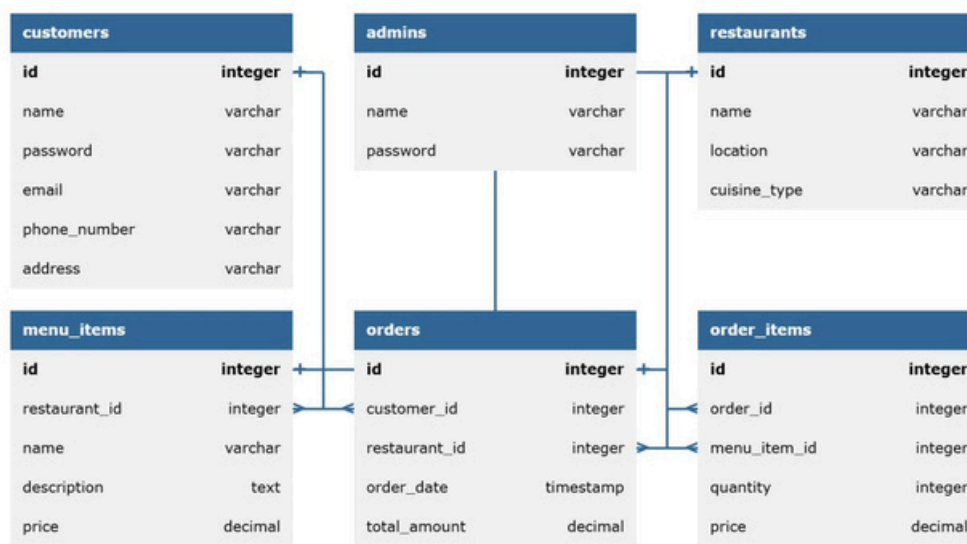 customers
id integer
name varchar
password varchar
email varchar
phone_number varchar
address varchar
admins
id integer
name varchar
password varchar
restaurants
id integer
name varchar
location varchar
cuisine_type varchar
menu_items
id integer
restaurant_id integer
name varchar
description text
price decimal
orders
id integer
customer_id integer
restaurant_id integer
order_date timestamp
total_amount decimal
order_items
id integer
order_id integer
menu_item_id integer
quantity integer
price decimal